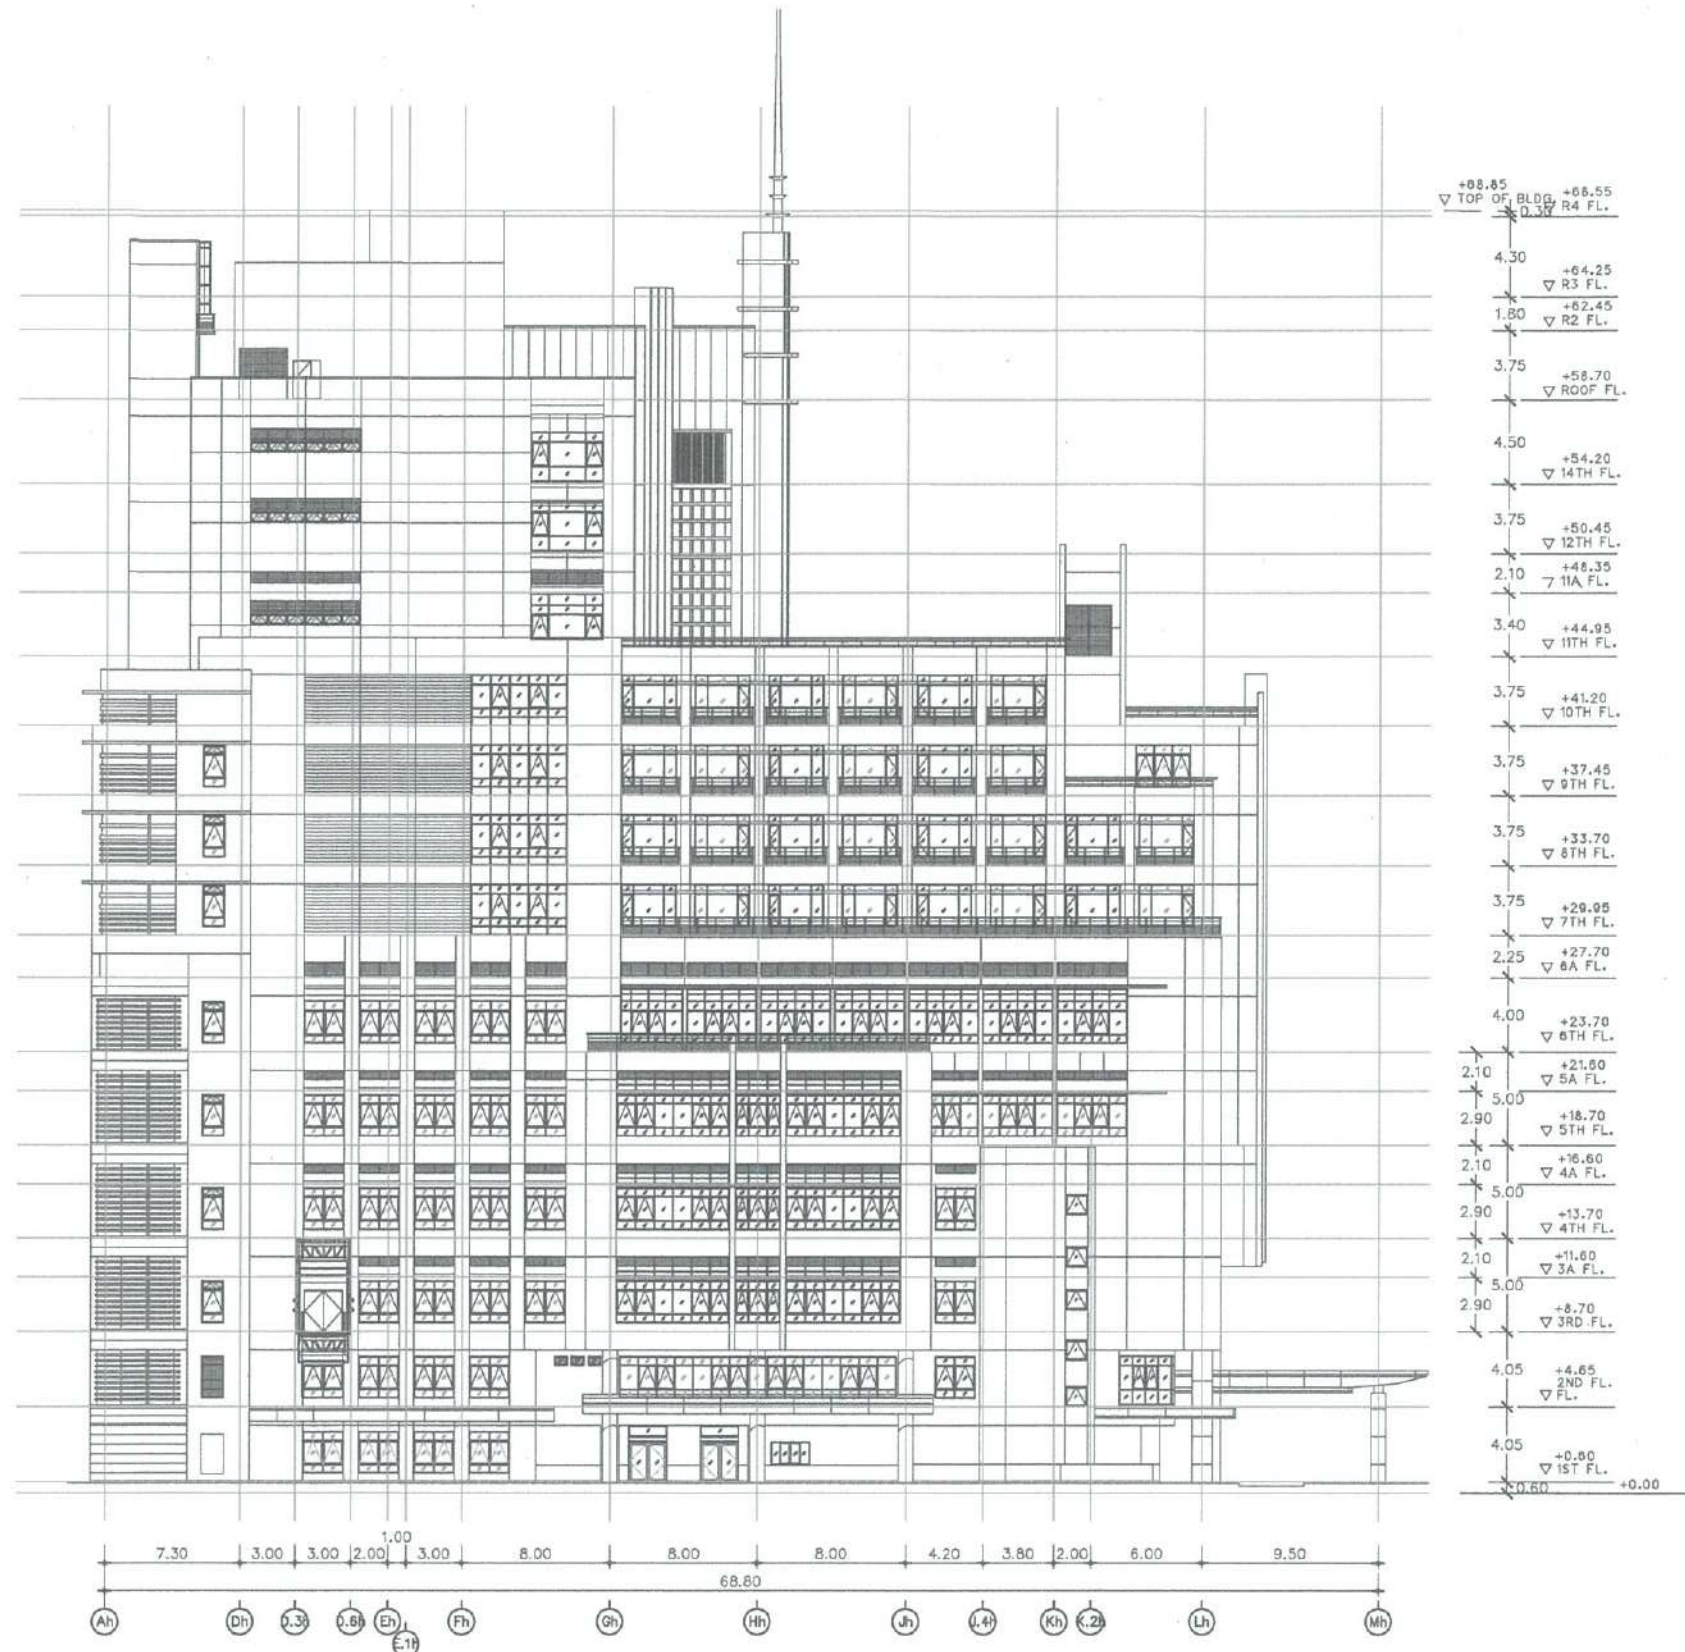 +68.85
▽ TOP OF BLDG.
+68.55
▽ R4 FL.
0.30
4.30
+64.25
▽ R3 FL.
1.80
+62.45
▽ R2 FL.
3.75
+58.70
▽ ROOF FL.
4.50
+54.20
▽ 14TH FL.
3.75
+50.45
▽ 12TH FL.
2.10
+48.35
▽ 11A FL.
3.40
+44.95
▽ 11TH FL.
3.75
+41.20
▽ 10TH FL.
3.75
+37.45
▽ 9TH FL.
3.75
+33.70
▽ 8TH FL.
3.75
+29.95
▽ 7TH FL.
2.25
+27.70
▽ 6A FL.
4.00
+23.70
▽ 6TH FL.
2.10
+21.60
▽ 5A FL.
5.00
2.90
+18.70
▽ 5TH FL.
2.10
+16.60
▽ 4A FL.
5.00
2.90
+13.70
▽ 4TH FL.
2.10
+11.60
▽ 3A FL.
5.00
2.90
+8.70
▽ 3RD FL.
4.05
+4.65
2ND FL.
▽ FL.
4.05
+0.60
▽ 1ST FL.
0.60
+0.00
1.00
7.30 3.00 3.00 2.00 3.00 8.00 8.00 8.00 4.20 3.80 2.00 6.00 9.50
68.80
Ah Dh D.3h D.6h Eh Fh Gh Hh Jh J.4h Kh K.2h Lh Mh
E.1h